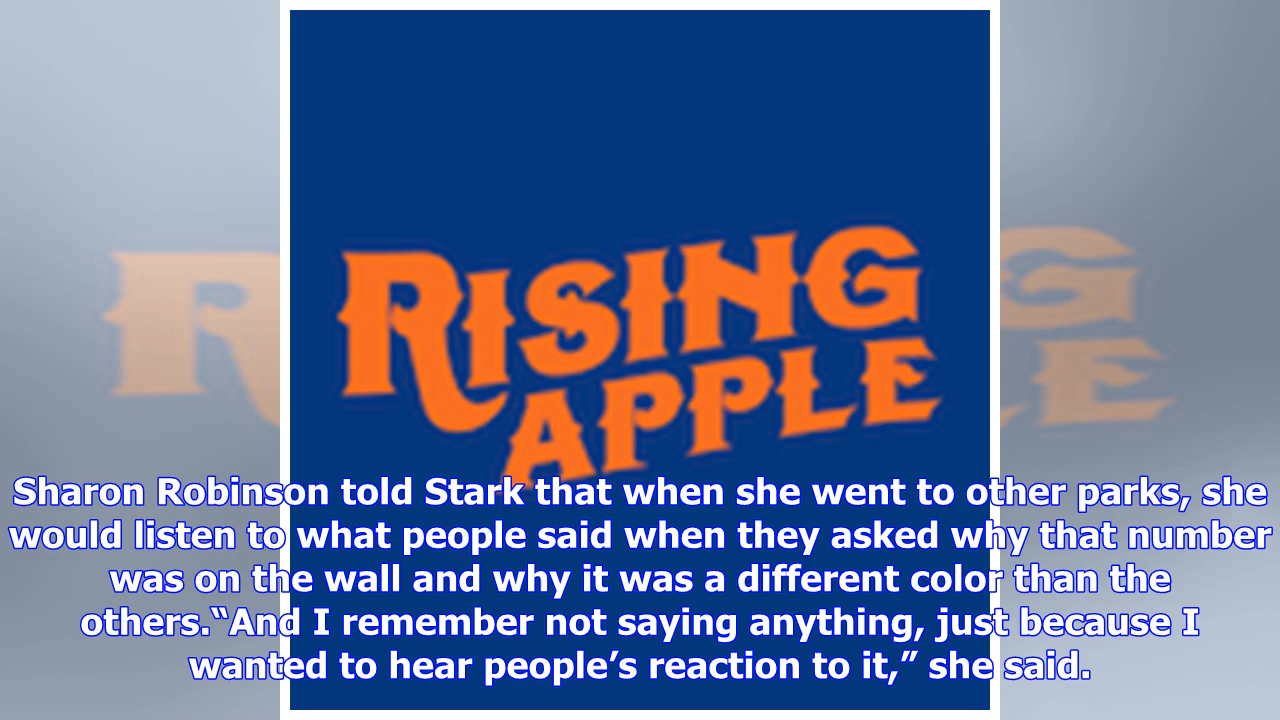 RISING
APPLE
Sharon Robinson told Stark that when she went to other parks, she
would listen to what people said when they asked why that number
was on the wall and why it was a different color than the
others.“And I remember not saying anything, just because I
wanted to hear people’s reaction to it,” she said.